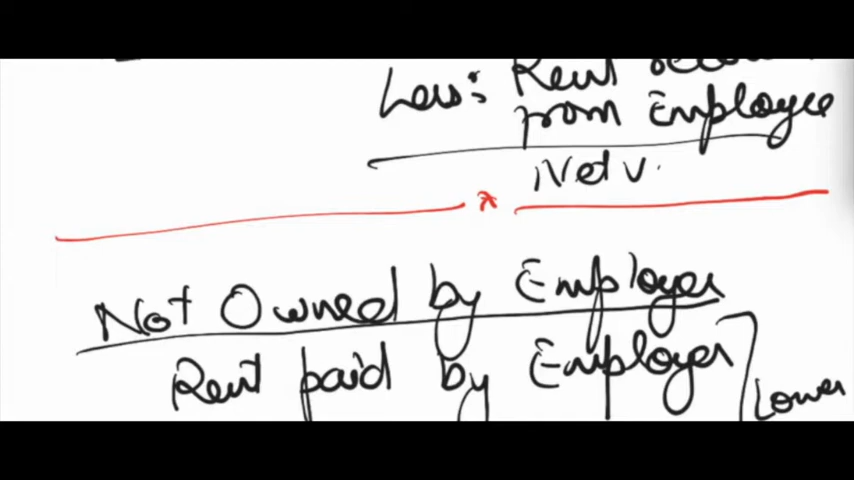 Less: Rent
from Employee
Net v.
*
Not Owned by Employer
Rent paid by Employer
Lower